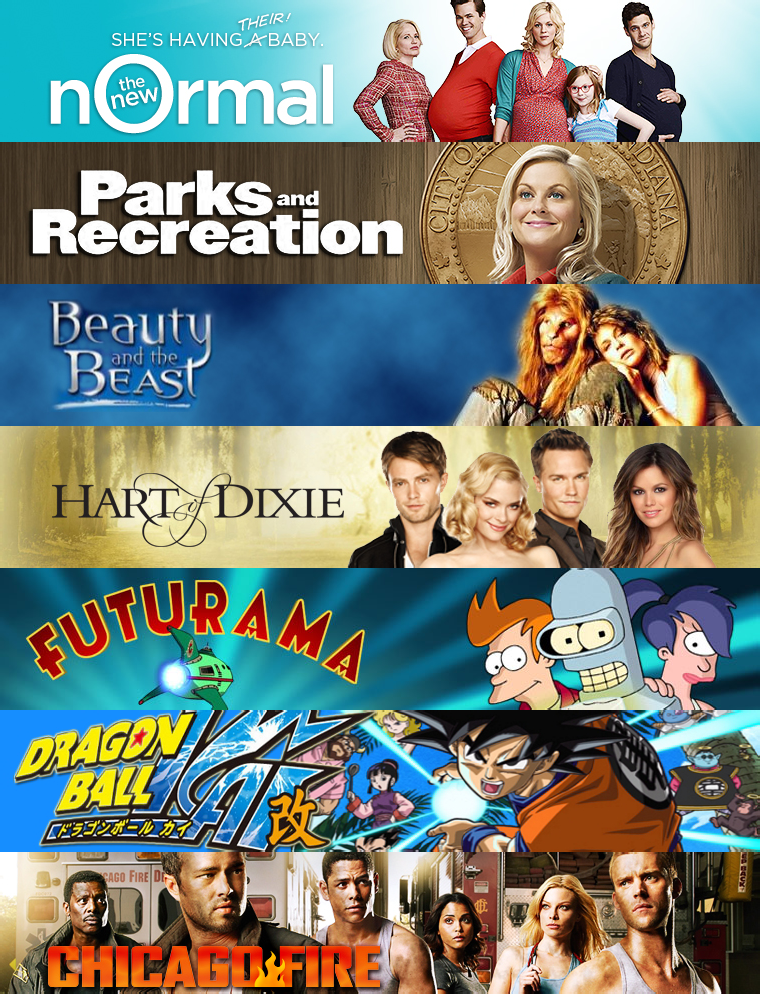 THEIR!
SHE'S HAVING A BABY.
the new nOrmal
Parks and
Recreation
CITY OF
INDIANA
Beauty
and the
BEAST
HART of DIXIE
FUTURAMA
DRAGON
BALL
KAI
改
ドラゴンボール カイ
CHICAGO FIRE DE
CHICAGO FIRE